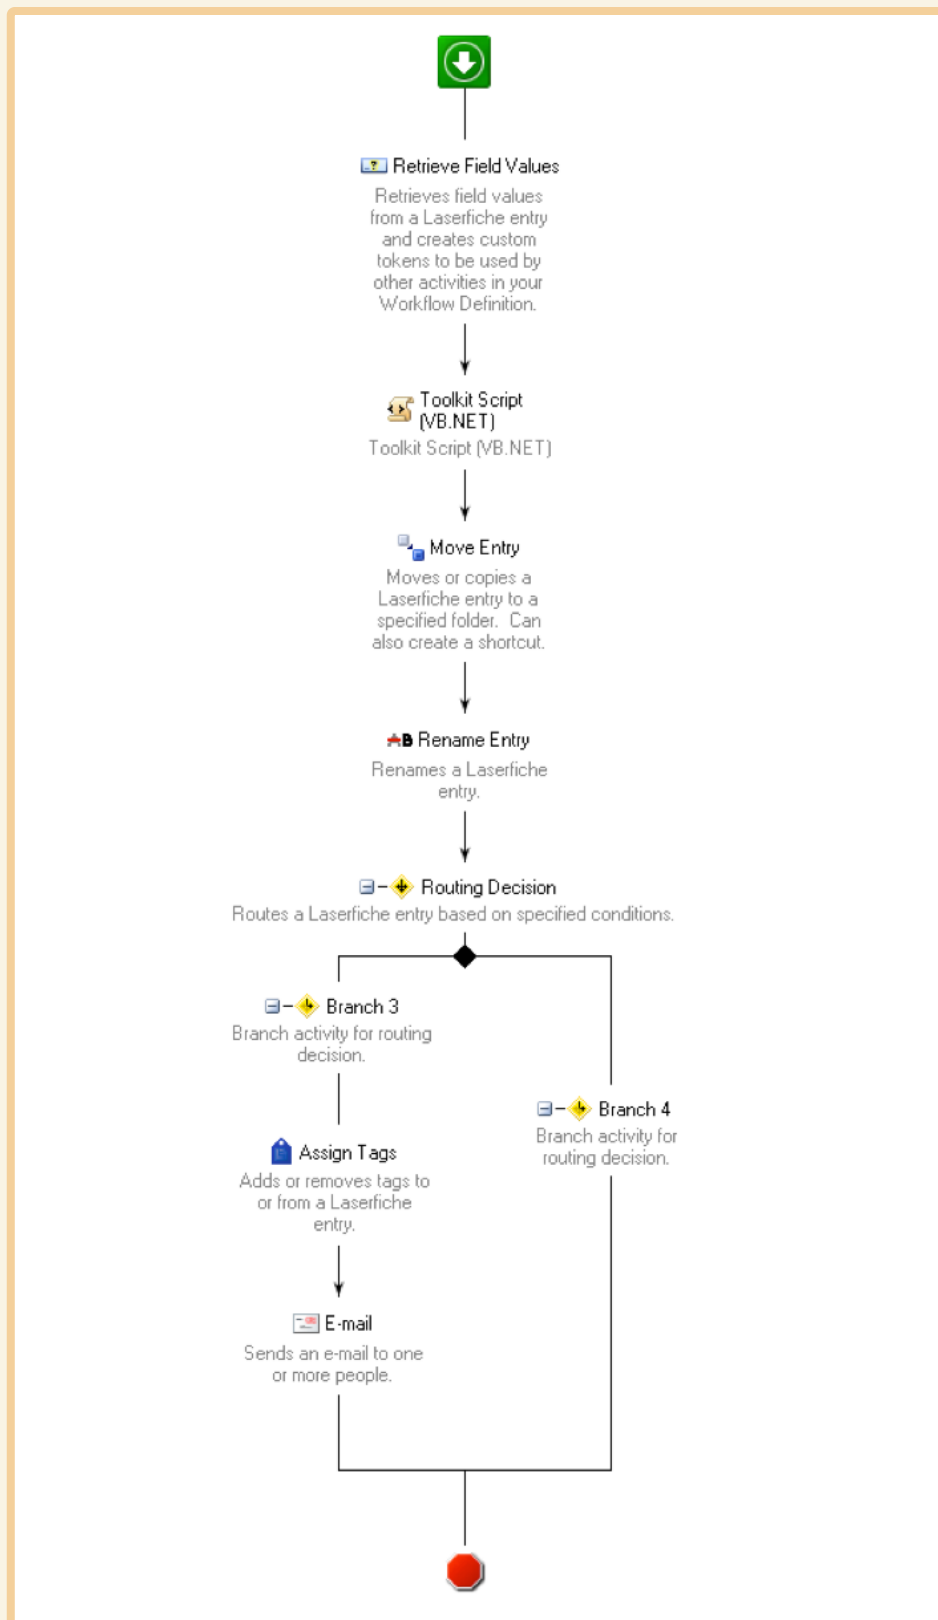 Retrieve Field Values
Retrieves field values
from a Laserfiche entry
and creates custom
tokens to be used by
other activities in your
Workflow Definition.
Toolkit Script
(VB.NET)
Toolkit Script (VB.NET)
Move Entry
Moves or copies a
Laserfiche entry to a
specified folder.  Can
also create a shortcut.
Rename Entry
Renames a Laserfiche
entry.
Routing Decision
Routes a Laserfiche entry based on specified conditions.
Branch 3
Branch activity for routing
decision.
Assign Tags
Adds or removes tags to
or from a Laserfiche
entry.
E-mail
Sends an e-mail to one
or more people.
Branch 4
Branch activity for
routing decision.